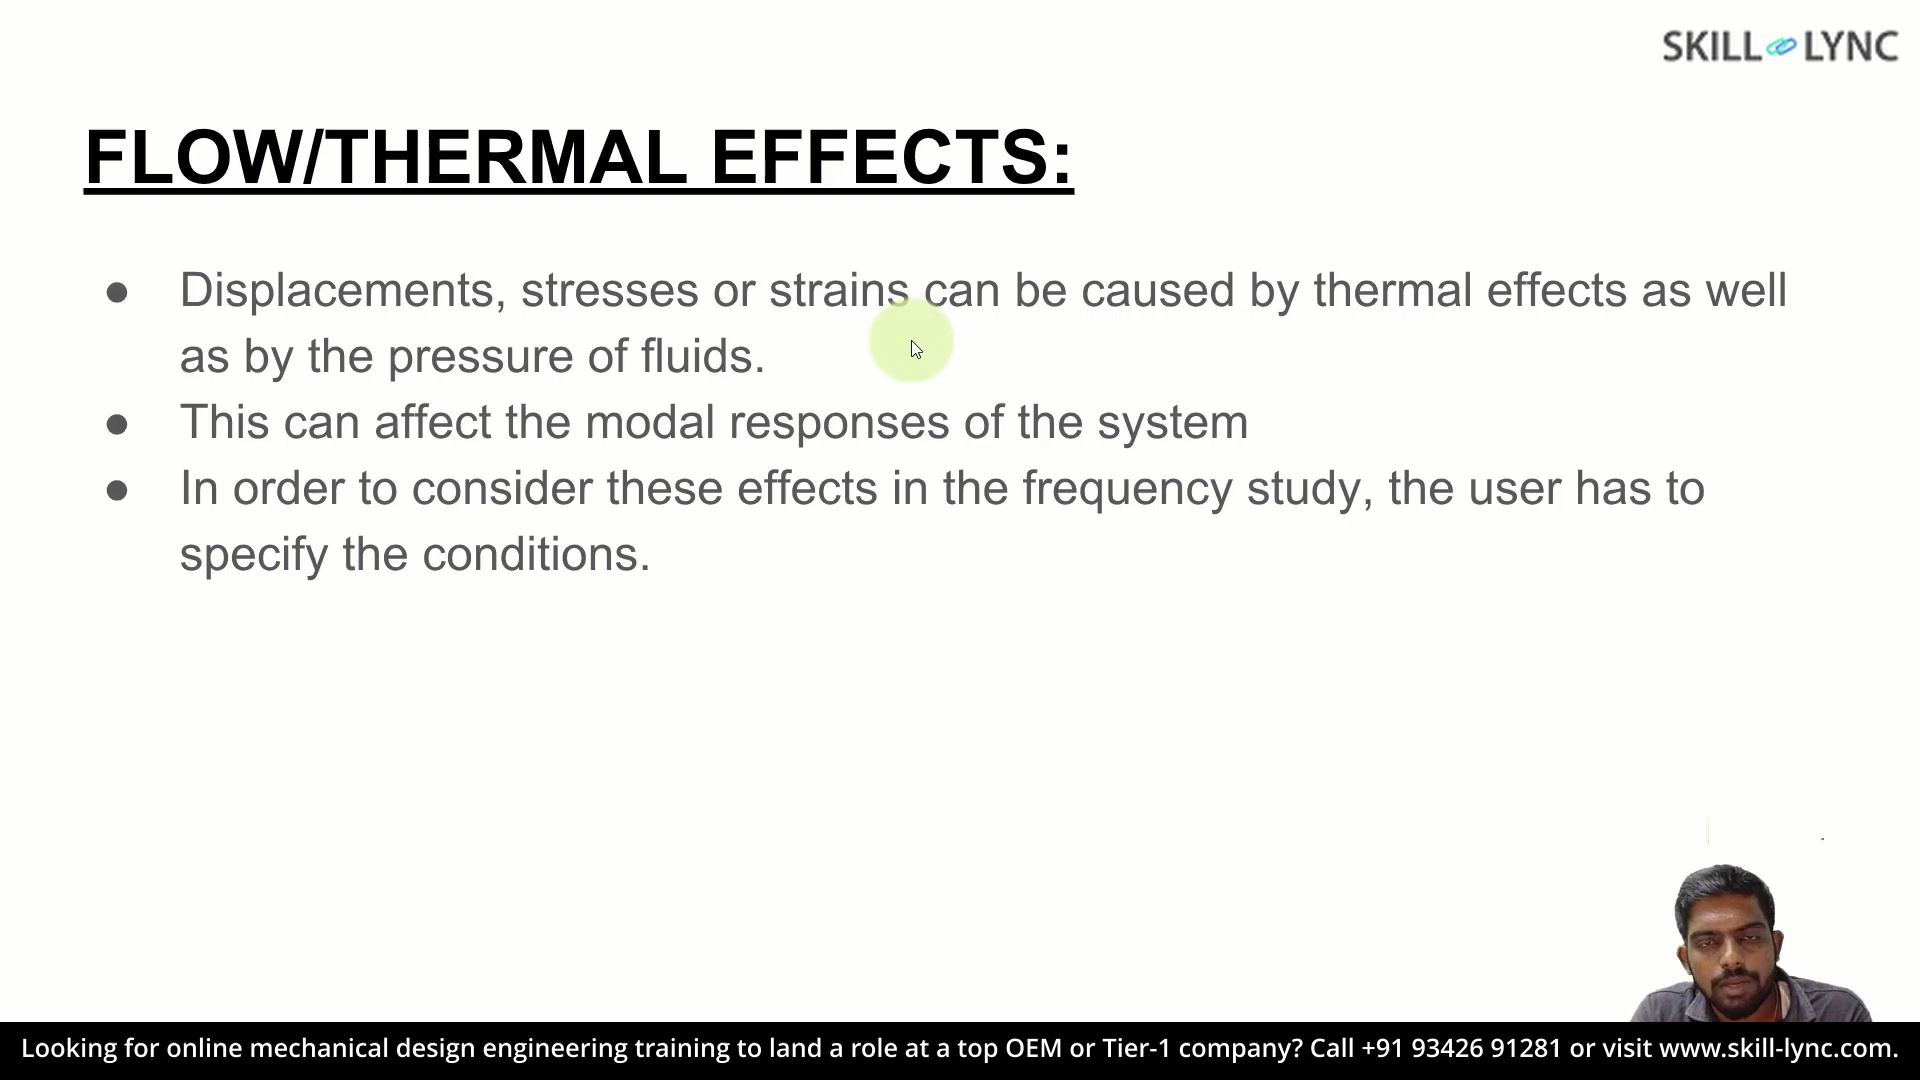 SKILL LYNC
FLOW/THERMAL EFFECTS:
● Displacements, stresses or strains can be caused by thermal effects as well
as by the pressure of fluids.
● This can affect the modal responses of the system
● In order to consider these effects in the frequency study, the user has to
specify the conditions.
Looking for online mechanical design engineering training to land a role at a top OEM or Tier-1 company? Call +91 93426 91281 or visit www.skill-lync.com.